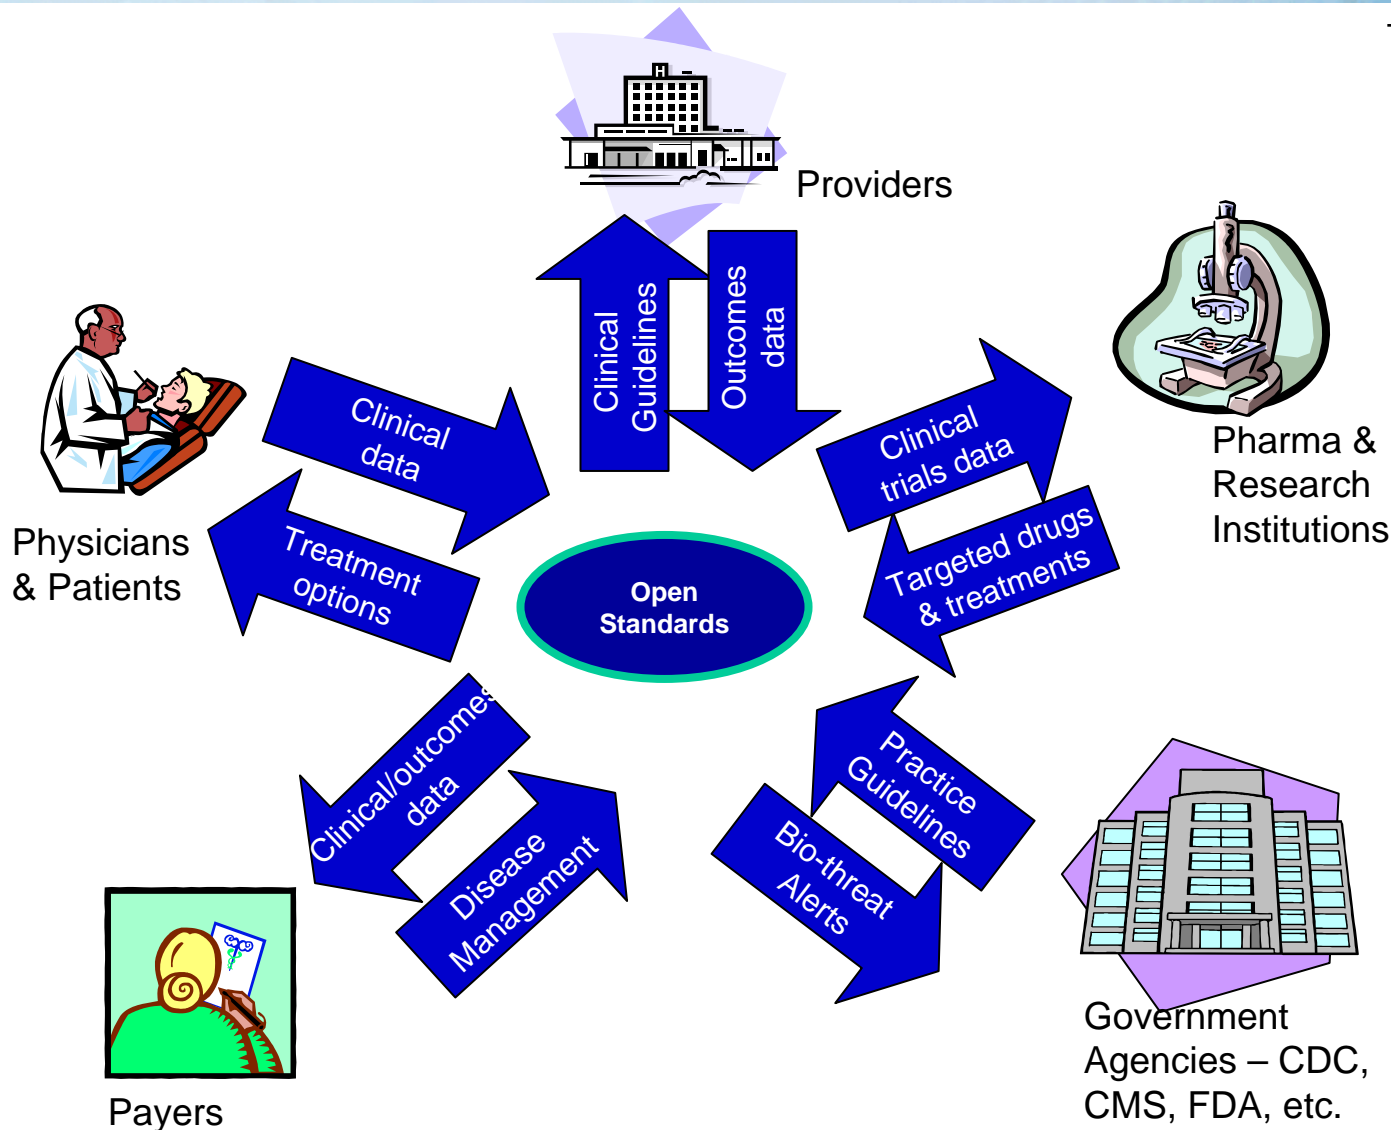 Providers
Clinical
Guidelines
Outcomes
data
Clinical
data
Treatment
options
Physicians
& Patients
Clinical
trials data
Targeted drugs
& treatments
Pharma &
Research
Institutions
Open
Standards
Clinical/outcomes
data
Disease
Management
Practice
Guidelines
Bio-threat
Alerts
Payers
Government
Agencies – CDC,
CMS, FDA, etc.